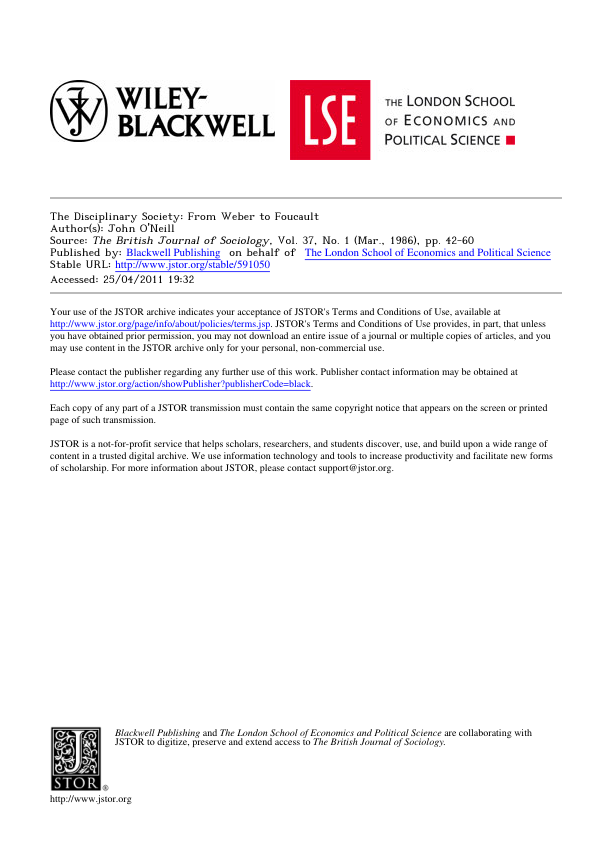 WILEY-
BLACKWELL
LSE
THE LONDON SCHOOL
OF ECONOMICS AND
POLITICAL SCIENCE
The Disciplinary Society: From Weber to Foucault
Author(s): John O'Neill
Source: The British Journal of Sociology, Vol. 37, No. 1 (Mar., 1986), pp. 42-60
Published by: Blackwell Publishing on behalf of The London School of Economics and Political Science
Stable URL: http://www.jstor.org/stable/591050
Accessed: 25/04/2011 19:32
Your use of the JSTOR archive indicates your acceptance of JSTOR's Terms and Conditions of Use, available at
http://www.jstor.org/page/info/about/policies/terms.jsp. JSTOR's Terms and Conditions of Use provides, in part, that unless
you have obtained prior permission, you may not download an entire issue of a journal or multiple copies of articles, and you
may use content in the JSTOR archive only for your personal, non-commercial use.
Please contact the publisher regarding any further use of this work. Publisher contact information may be obtained at
http://www.jstor.org/action/showPublisher?publisherCode=black.
Each copy of any part of a JSTOR transmission must contain the same copyright notice that appears on the screen or printed
page of such transmission.
JSTOR is a not-for-profit service that helps scholars, researchers, and students discover, use, and build upon a wide range of
content in a trusted digital archive. We use information technology and tools to increase productivity and facilitate new forms
of scholarship. For more information about JSTOR, please contact support@jstor.org.
Blackwell Publishing and The London School of Economics and Political Science are collaborating with
JSTOR to digitize, preserve and extend access to The British Journal of Sociology.
JSTOR
®
http://www.jstor.org